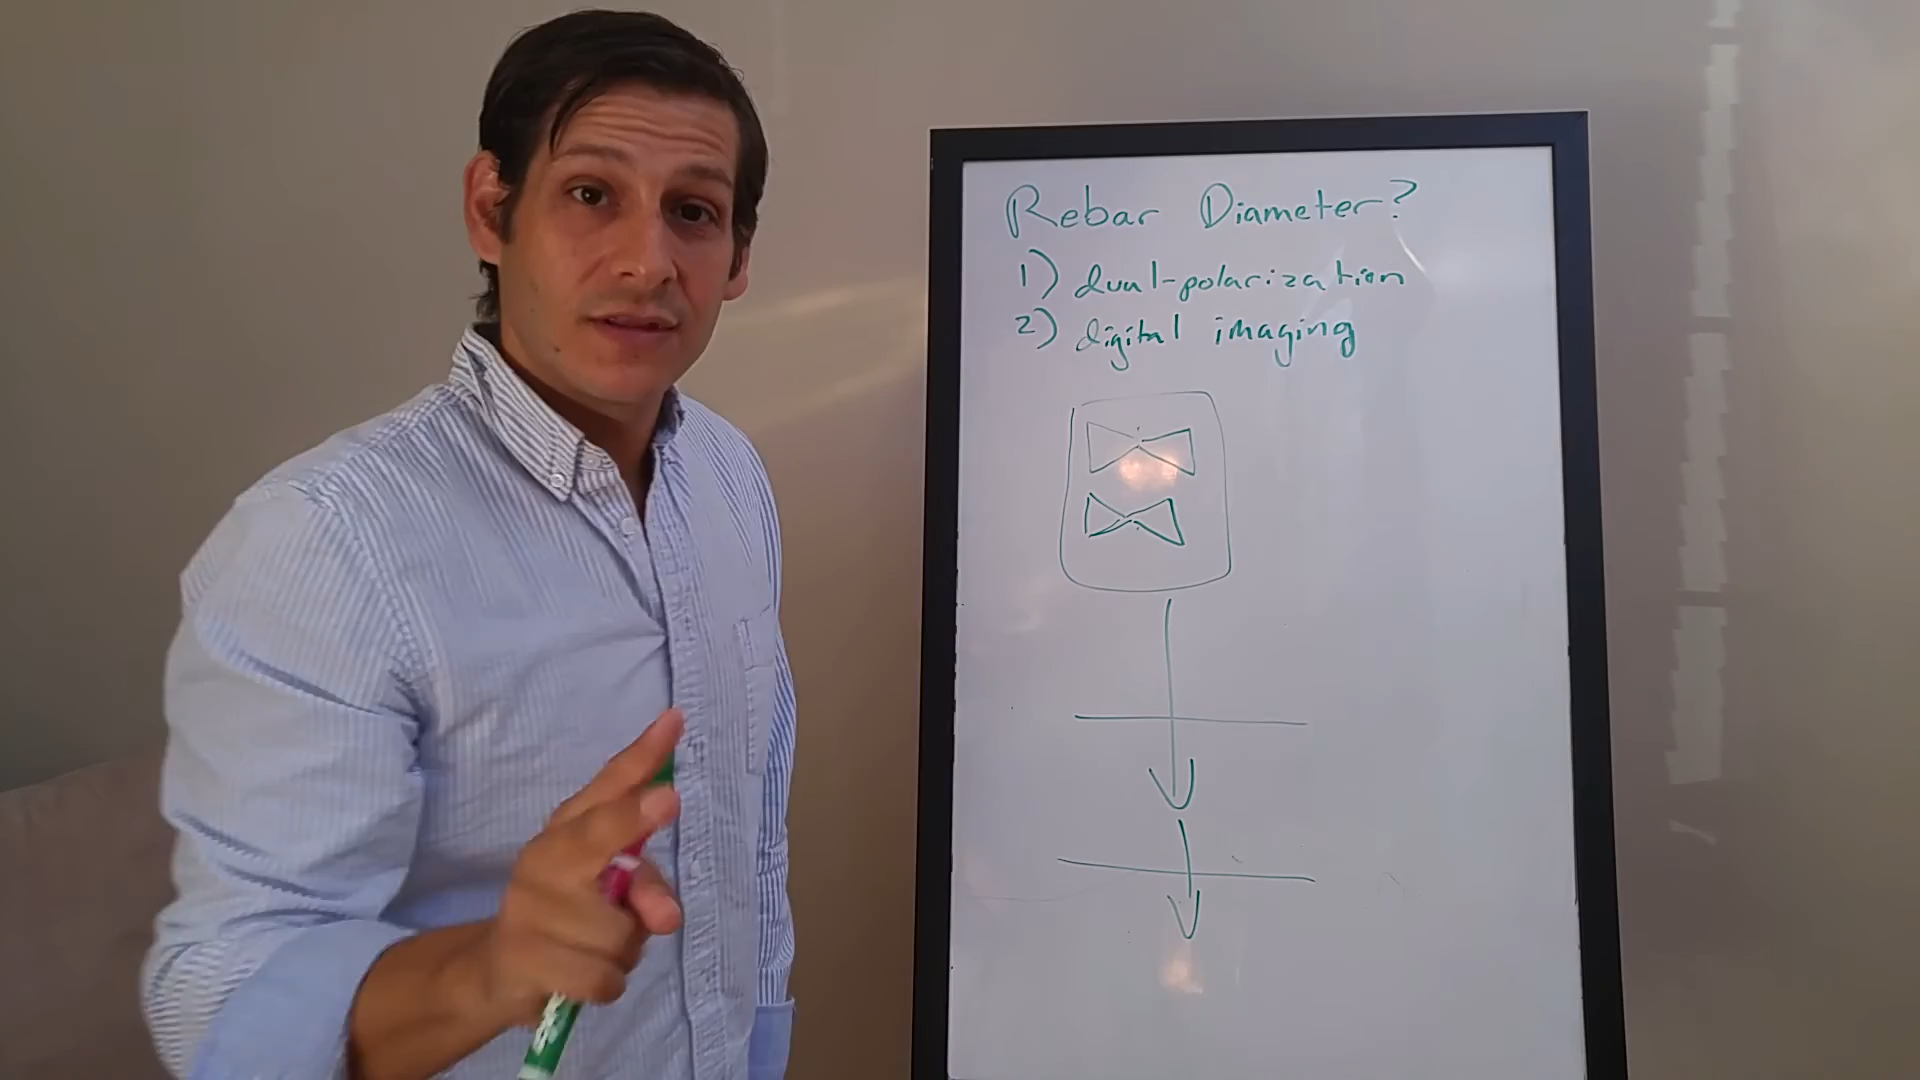 Rebar Diameter?
1) dual-polarization
2) digital imaging